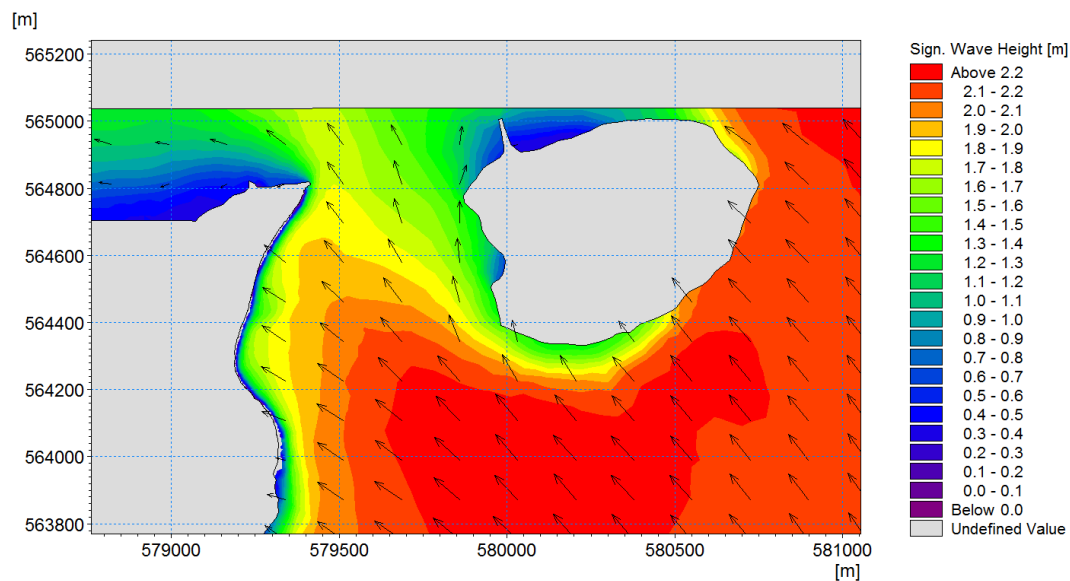 [m]
565200
565000
564800
564600
564400
564200
564000
563800
579000 579500 580000 580500 581000
[m]
Sign. Wave Height [m]
Above 2.2
2.1 - 2.2
2.0 - 2.1
1.9 - 2.0
1.8 - 1.9
1.7 - 1.8
1.6 - 1.7
1.5 - 1.6
1.4 - 1.5
1.3 - 1.4
1.2 - 1.3
1.1 - 1.2
1.0 - 1.1
0.9 - 1.0
0.8 - 0.9
0.7 - 0.8
0.6 - 0.7
0.5 - 0.6
0.4 - 0.5
0.3 - 0.4
0.2 - 0.3
0.1 - 0.2
0.0 - 0.1
Below 0.0
Undefined Value